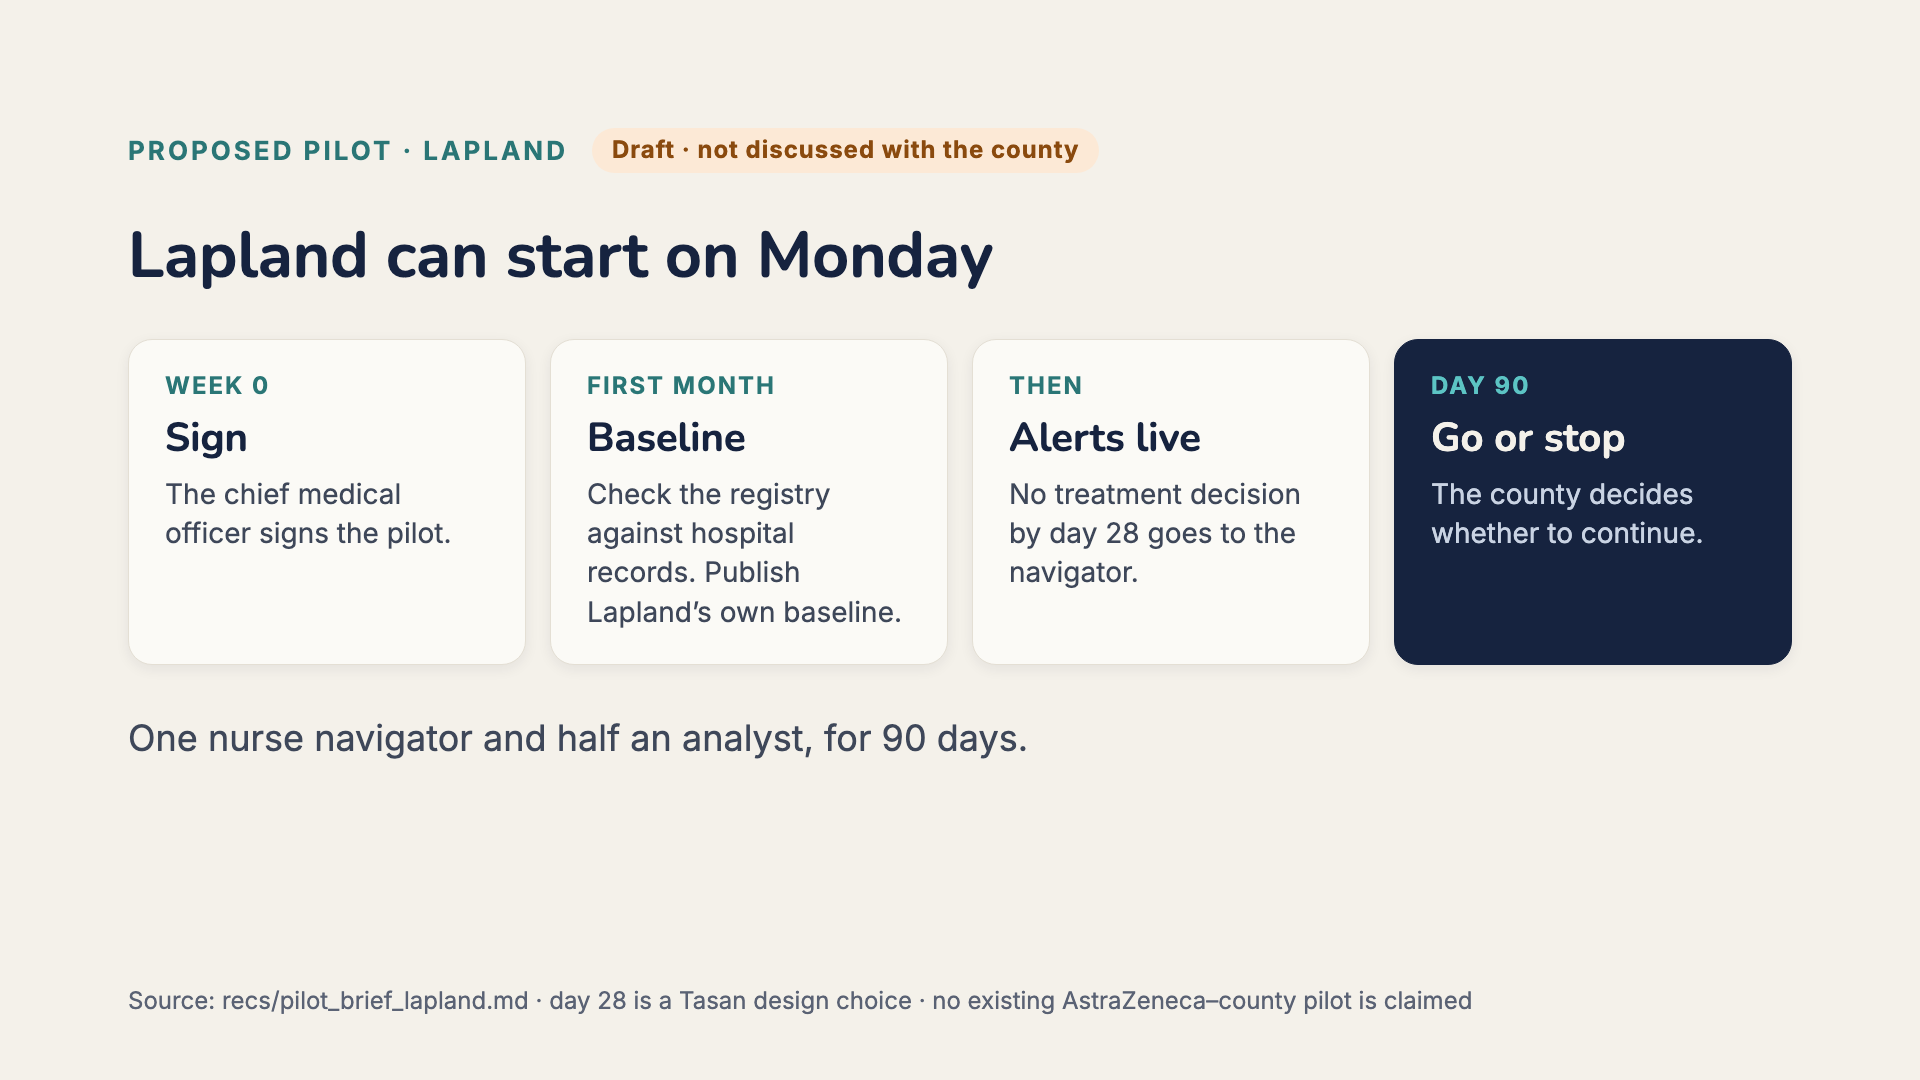 PROPOSED PILOT · LAPLAND
Draft · not discussed with the county
Lapland can start on Monday
WEEK 0
Sign
The chief medical
officer signs the pilot.
FIRST MONTH
Baseline
Check the registry
against hospital
records. Publish
Lapland’s own baseline.
THEN
Alerts live
No treatment decision
by day 28 goes to the
navigator.
DAY 90
Go or stop
The county decides
whether to continue.
One nurse navigator and half an analyst, for 90 days.
Source: recs/pilot_brief_lapland.md · day 28 is a Tasan design choice · no existing AstraZeneca–county pilot is claimed